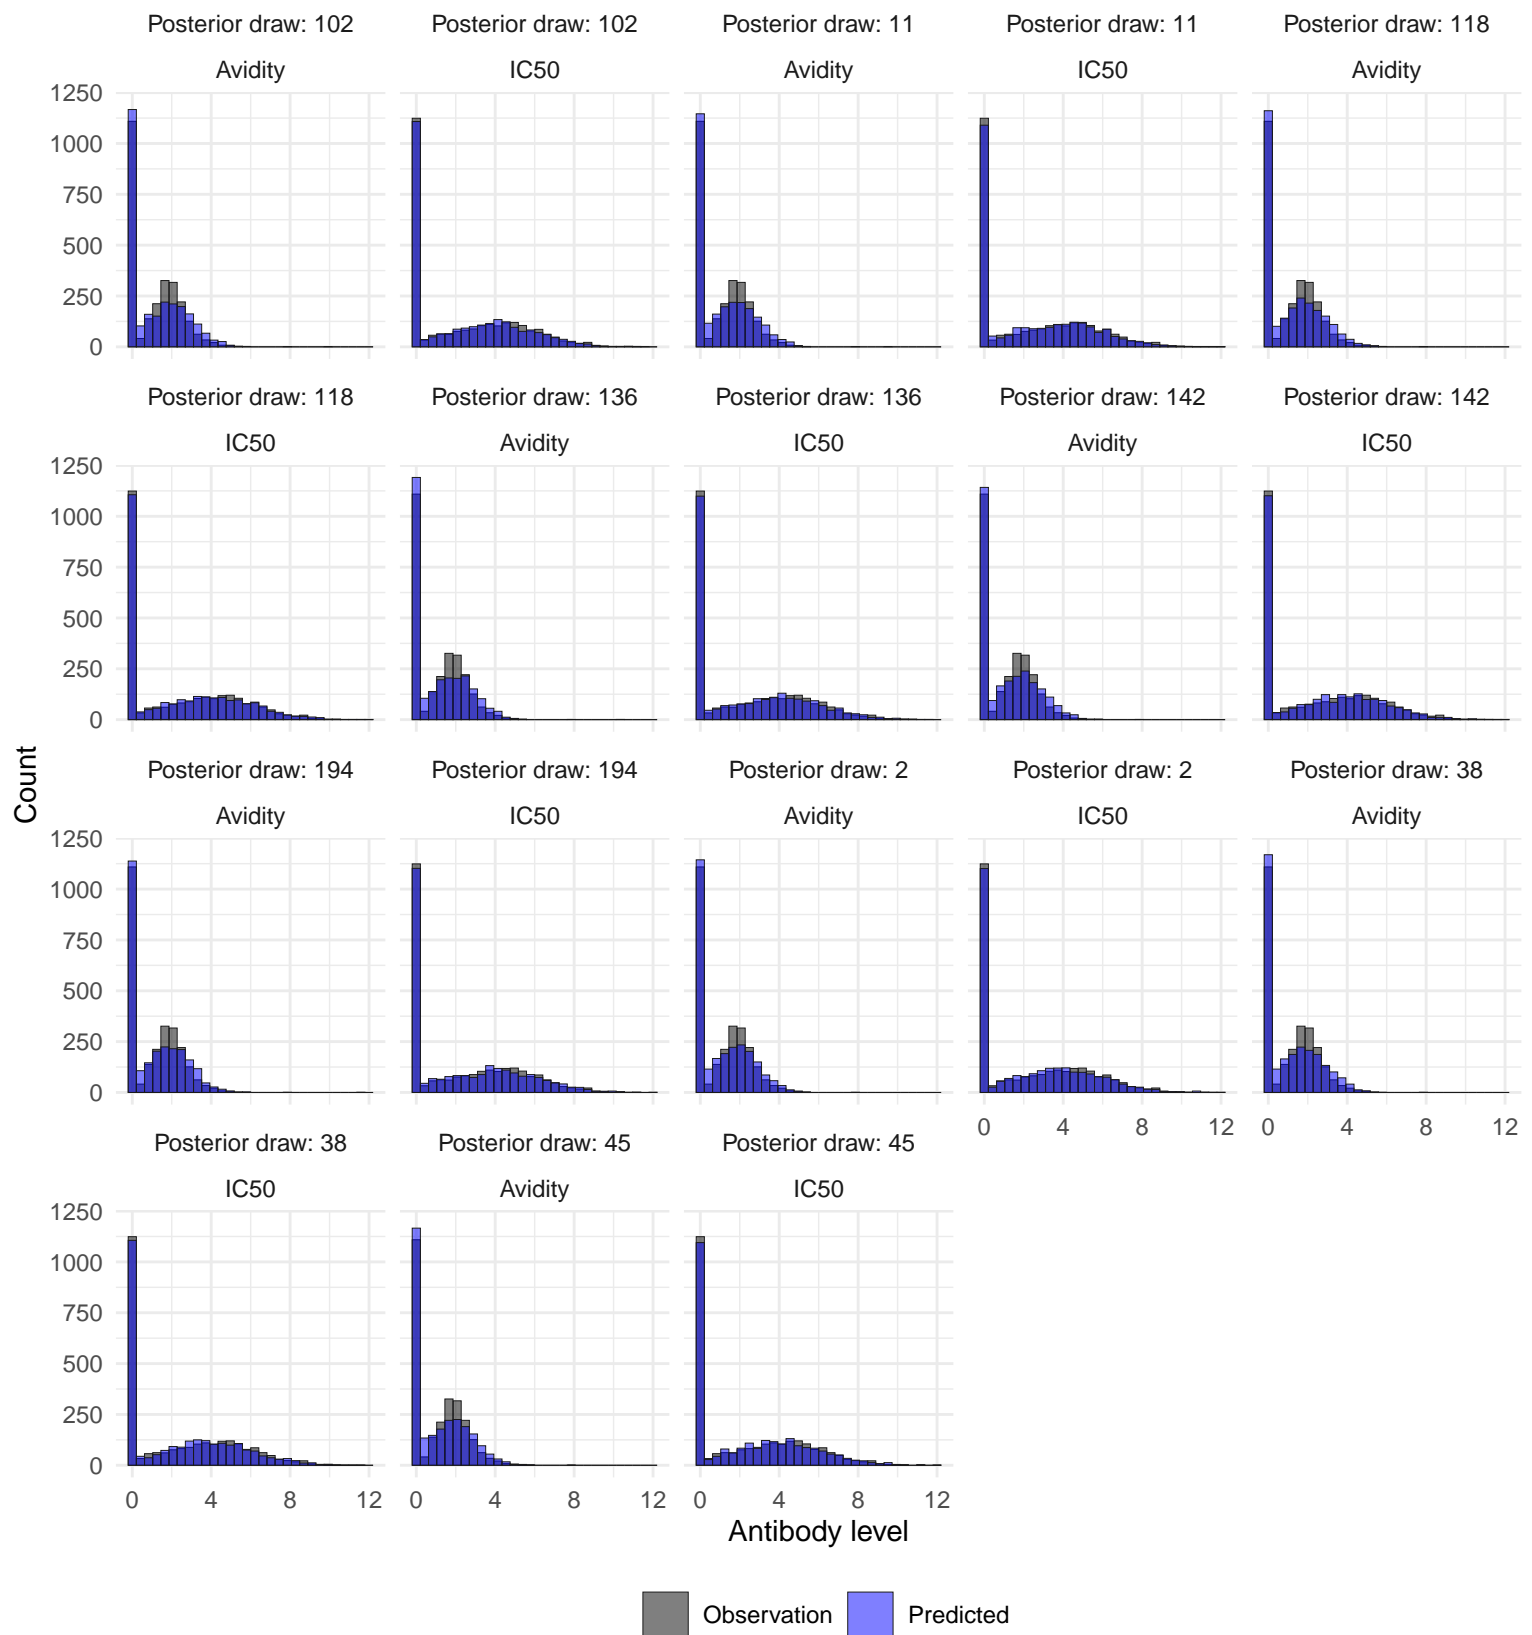 Posterior draw: 102 Posterior draw: 102 Posterior draw: 11 Posterior draw: 11 Posterior draw: 118
Avidity IC50 Avidity IC50 Avidity
1250
1000
750
500
250
0
Posterior draw: 118 Posterior draw: 136 Posterior draw: 136 Posterior draw: 142 Posterior draw: 142
IC50 Avidity IC50 Avidity IC50
1250
1000
750
500
250
0
Count
Posterior draw: 194 Posterior draw: 194 Posterior draw: 2 Posterior draw: 2 Posterior draw: 38
Avidity IC50 Avidity IC50 Avidity
1250
1000
750
500
250
0
0 4 8 12 0 4 8 12
Posterior draw: 38 Posterior draw: 45 Posterior draw: 45
IC50 Avidity IC50
1250
1000
750
500
250
0
0 4 8 12 0 4 8 12 0 4 8 12
Antibody level
Observation Predicted